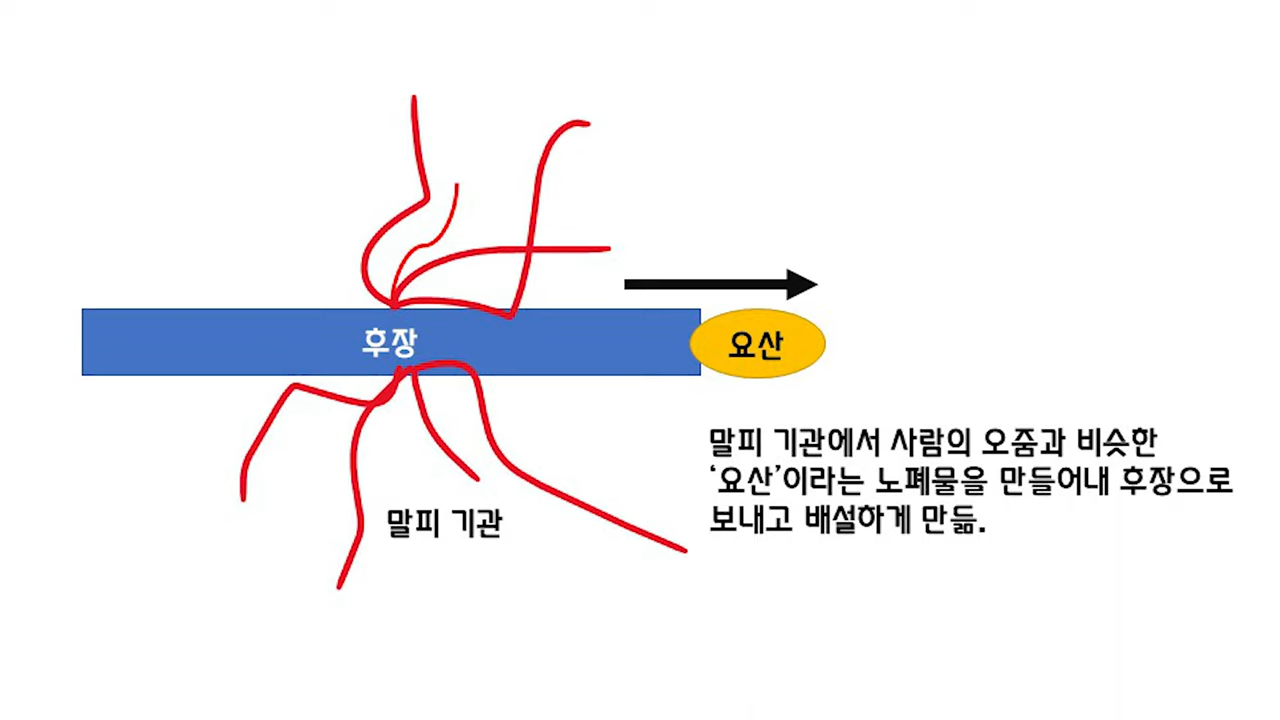 후장
요산
말피 기관에서 사람의 오줌과 비슷한
‘요산’이라는 노폐물을 만들어내 후장으로
보내고 배설하게 만듦.
말피 기관